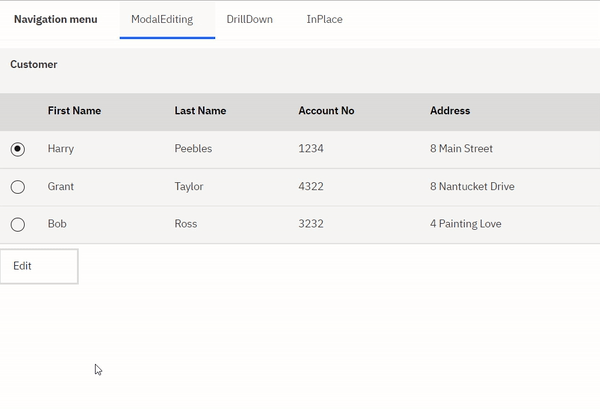 Navigation menu ModalEditing DrillDown InPlace
Customer
First Name Last Name Account No Address
Harry Peebles 1234 8 Main Street
Grant Taylor 4322 8 Nantucket Drive
Bob Ross 3232 4 Painting Love
Edit